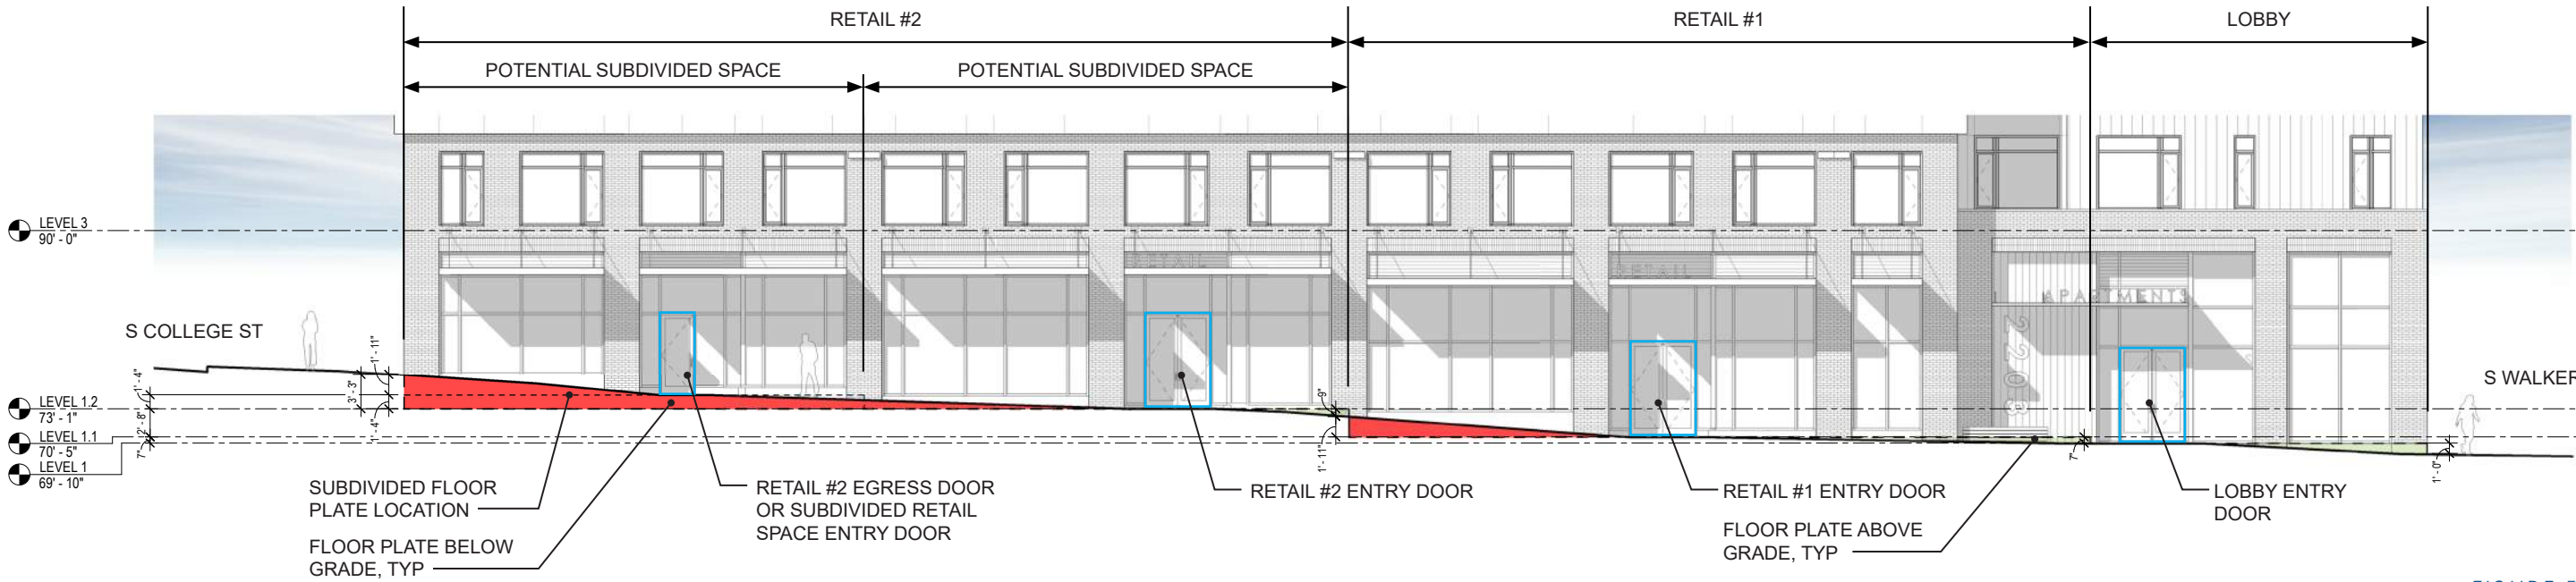 RETAIL #2
RETAIL #1
LOBBY
POTENTIAL SUBDIVIDED SPACE
POTENTIAL SUBDIVIDED SPACE
LEVEL 3
90' - 0"
RETAIL
RETAIL
APARTMENTS
2203
S COLLEGE ST
S WALKER
1' - 11"
1' - 4"
3' - 3"
1' - 4"
2' - 8"
7"
9"
1' - 11"
7"
1' - 0"
LEVEL 1.2
73' - 1"
LEVEL 1.1
70' - 5"
LEVEL 1
69' - 10"
SUBDIVIDED FLOOR
PLATE LOCATION
FLOOR PLATE BELOW
GRADE, TYP
RETAIL #2 EGRESS DOOR
OR SUBDIVIDED RETAIL
SPACE ENTRY DOOR
RETAIL #2 ENTRY DOOR
RETAIL #1 ENTRY DOOR
FLOOR PLATE ABOVE
GRADE, TYP
LOBBY ENTRY
DOOR